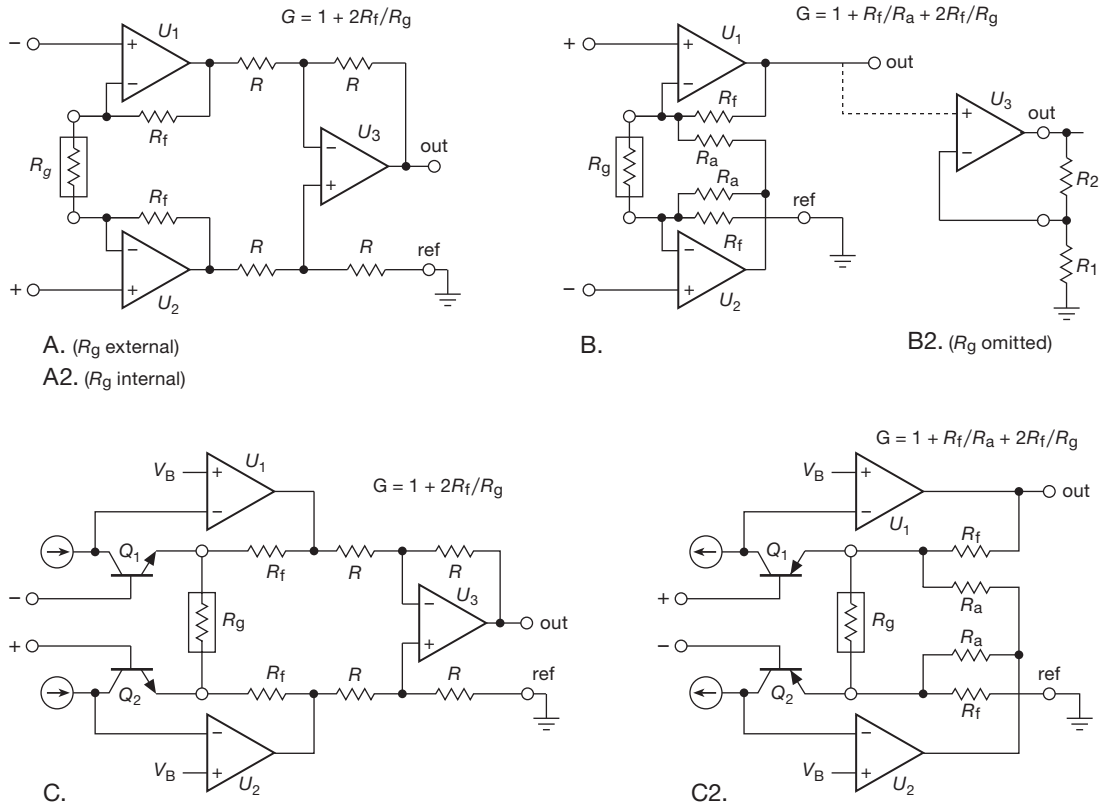 G = 1 + 2Rf/Rg
−
+
−
U1
R
R
Rf
−
+
U3
out
Rg
Rf
−
+
U2
R
R
ref
+
A. (Rg external)
A2. (Rg internal)
G = 1 + Rf/Ra + 2Rf/Rg
+
+
−
U1
out
Rf
Ra
Rg
Ra
Rf
ref
−
+
U2
−
B.
+
−
U3
out
R2
R1
B2. (Rg omitted)
G = 1 + 2Rf/Rg
VB
+
−
U1
Q1
Rf
R
R
−
Rg
−
+
U3
out
+
Q2
Rf
R
R
ref
−
+
VB
U2
C.
G = 1 + Rf/Ra + 2Rf/Rg
VB
+
−
U1
out
Q1
Rf
+
Ra
Rg
−
Ra
Q2
Rf
ref
−
+
VB
U2
C2.